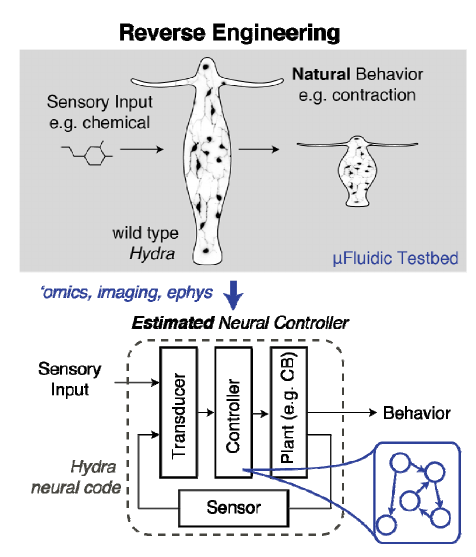 Reverse Engineering
Sensory Input
e.g. chemical
Natural Behavior
e.g. contraction
wild type
Hydra
µFluidic Testbed
'omics, imaging, ephys
Estimated Neural Controller
Sensory
Input
Transducer
Controller
Plant (e.g. CB)
Behavior
Hydra
neural code
Sensor